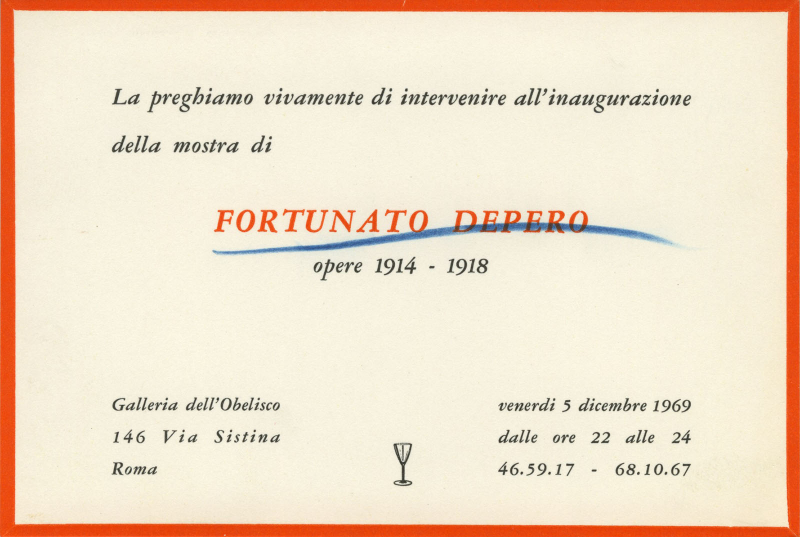 La preghiamo vivamente di intervenire all'inaugurazione
della mostra di
FORTUNATO DEPERO
opere 1914 - 1918
Galleria dell'Obelisco
146 Via Sistina
Roma
venerdi 5 dicembre 1969
dalle ore 22 alle 24
46.59.17 - 68.10.67